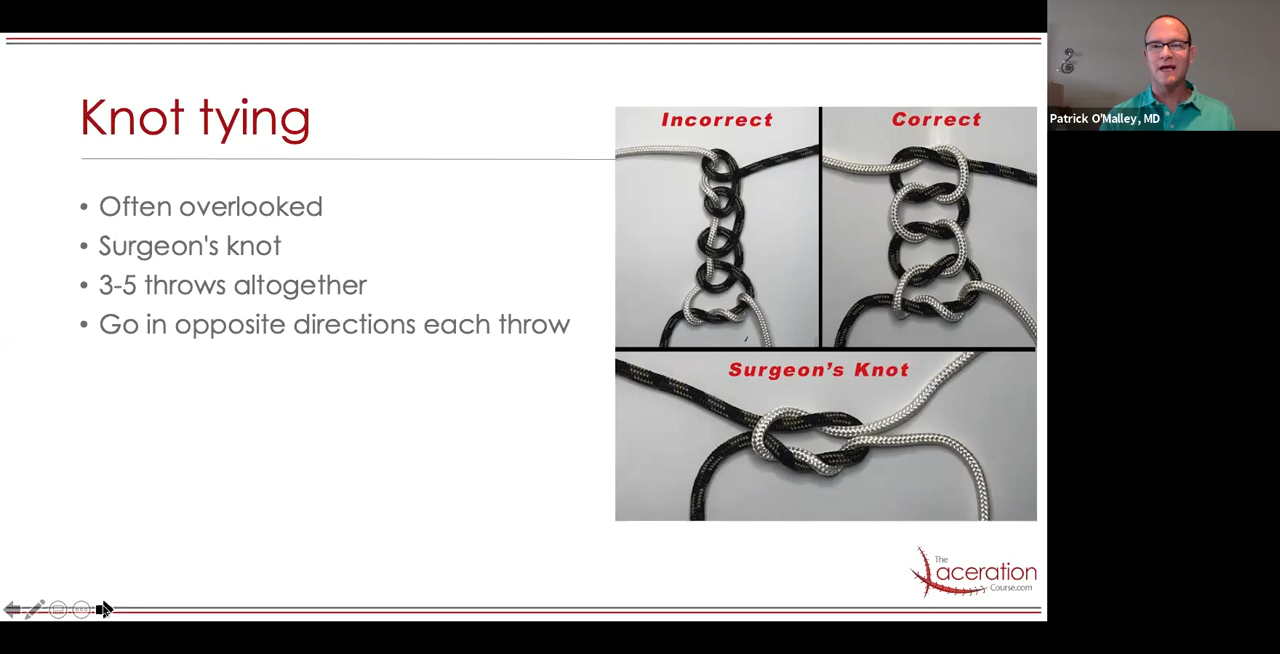 Knot tying
• Often overlooked
• Surgeon's knot
• 3-5 throws altogether
• Go in opposite directions each throw
Incorrect
Correct
Surgeon's Knot
The
Laceration
Course.com
Patrick O'Malley, MD